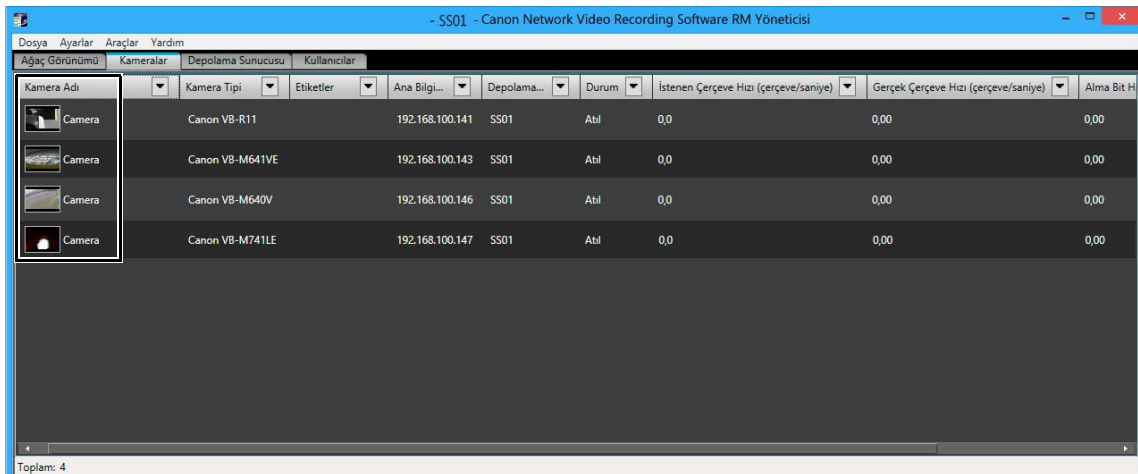 - SS01 - Canon Network Video Recording Software RM Yöneticisi
Dosya Ayarlar Araçlar Yardım
Ağaç Görünümü Kameralar Depolama Sunucusu Kullanıcılar
Kamera Adı Kamera Tipi Etiketler Ana Bilgi... Depolama... Durum İstenen Çerçeve Hızı (çerçeve/saniye) Gerçek Çerçeve Hızı (çerçeve/saniye) Alma Bit H
Camera Canon VB-R11 192.168.100.141 SS01 Atıl 0,0 0,00 0,00
Camera Canon VB-M641VE 192.168.100.143 SS01 Atıl 0,0 0,00 0,00
Camera Canon VB-M640V 192.168.100.146 SS01 Atıl 0,0 0,00 0,00
Camera Canon VB-M741LE 192.168.100.147 SS01 Atıl 0,0 0,00 0,00
Toplam: 4